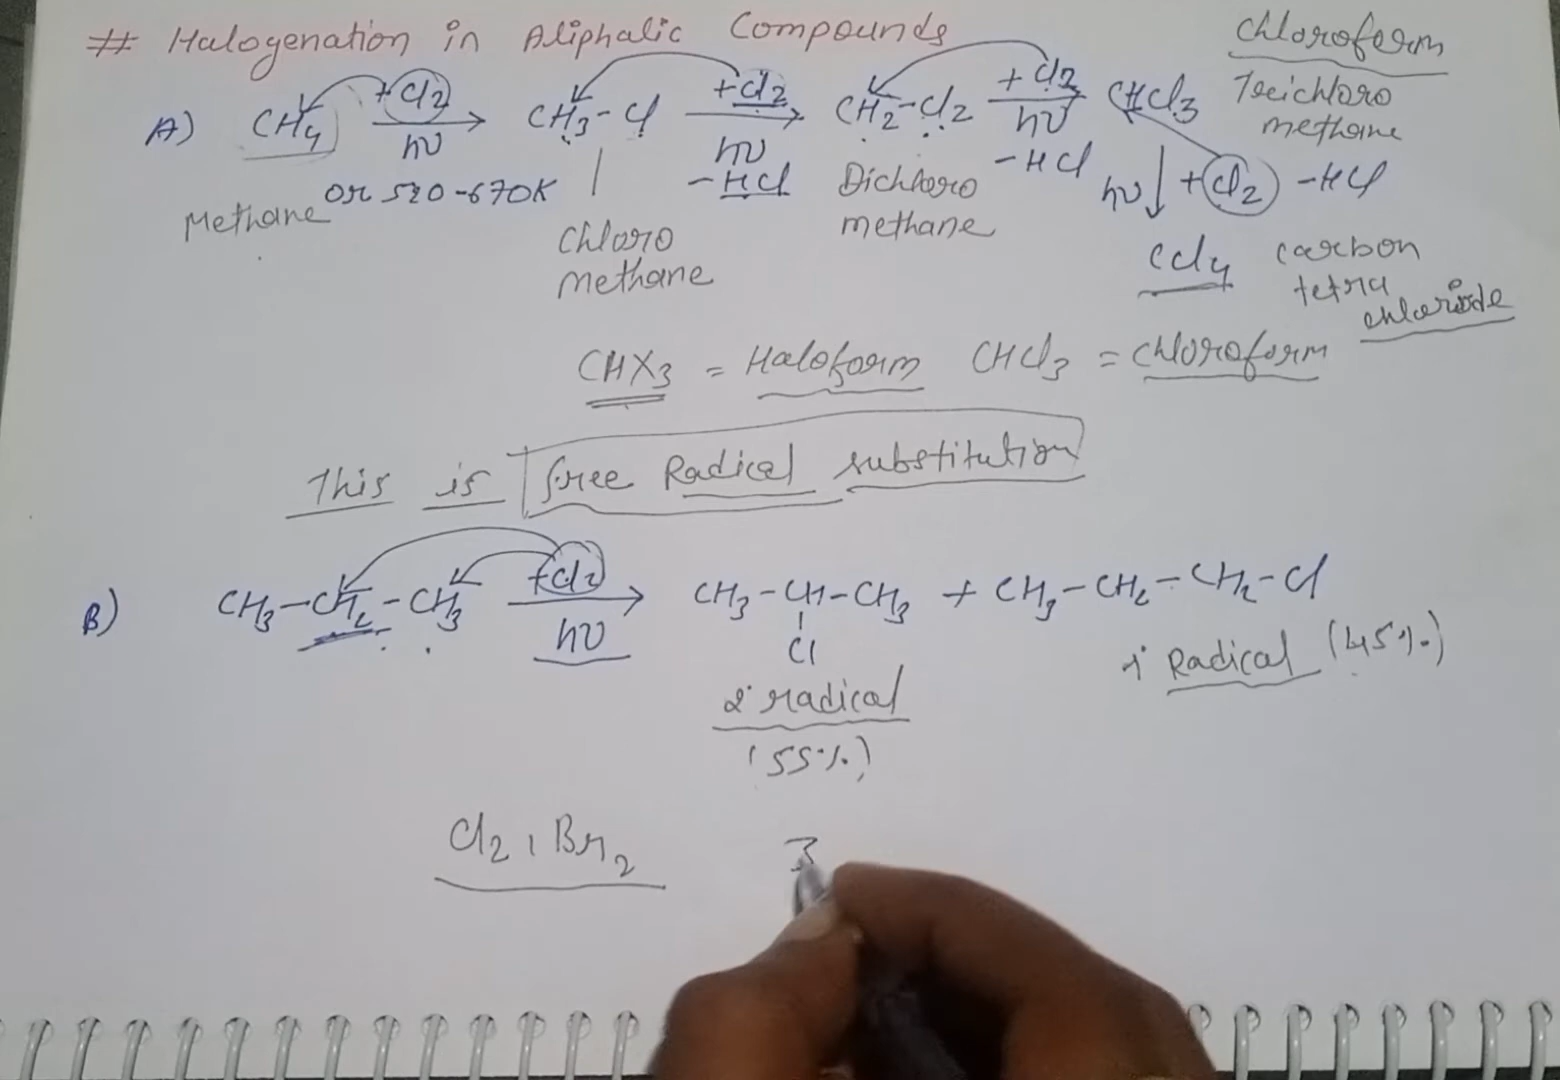 # Halogenation in Aliphalic Compounds
A) CH4 +Cl2 hν or 520-670K CH3-Cl +Cl2 hν -HCl CH2-Cl2 +Cl2 hν -HCl CHCl3
Chloroform
Trichloro
methane
Methane
Chloro
methane
Dichloro
methane
hν +Cl2 -HCl
CCl4 carbon
tetra
chloride
CHX3 = Haloform CHCl3 = chloroform
This is free Radical substitution
B) CH3-CH2-CH3 +Cl2 hν CH3-CH-CH3 + CH3-CH2-CH2-Cl
Cl
2° radical
(55%)
1° Radical (45%)
Cl2, Br2 3